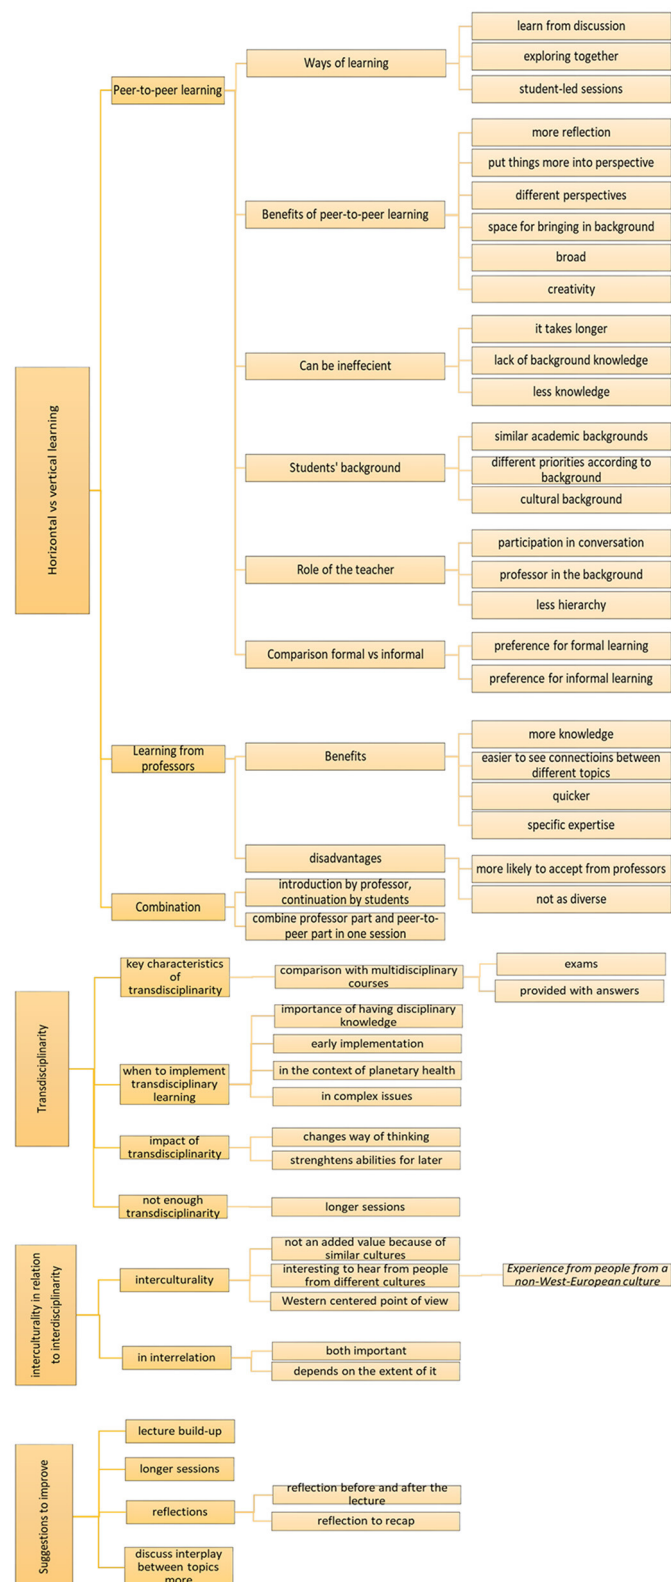 Horizontal vs vertical learning
Peer-to-peer learning
Ways of learning
learn from discussion
exploring together
student-led sessions
Benefits of peer-to-peer learning
more reflection
put things more into perspective
different perspectives
space for bringing in background
broad
creativity
Can be ineffecient
it takes longer
lack of background knowledge
less knowledge
Students' background
similar academic backgrounds
different priorities according to
background
cultural background
Role of the teacher
participation in conversation
professor in the background
less hierarchy
Comparison formal vs informal
preference for formal learning
preference for informal learning
Learning from
professors
Benefits
more knowledge
easier to see connectioins between
different topics
quicker
specific expertise
disadvantages
more likely to accept from professors
not as diverse
Combination
introduction by professor,
continuation by students
combine professor part and peer-to-
peer part in one session
Transdisciplinarity
key characteristics
of
transdisciplinarity
comparison with multidisciplinary
courses
exams
provided with answers
when to implement
transdisciplinary
learning
importance of having disciplinary
knowledge
early implementation
in the context of planetary health
in complex issues
impact of
transdisciplinarity
changes way of thinking
strenghtens abilities for later
not enough
transdisciplinarity
longer sessions
interculturality in relation
to interdisciplinarity
interculturality
not an added value because of
similar cultures
interesting to hear from people
from different cultures
Experience from people from a
non-West-European culture
Western centered point of view
in interrelation
both important
depends on the extent of it
Suggestions to improve
lecture build-up
longer sessions
reflections
reflection before and after the
lecture
reflection to recap
discuss interplay
between topics
more